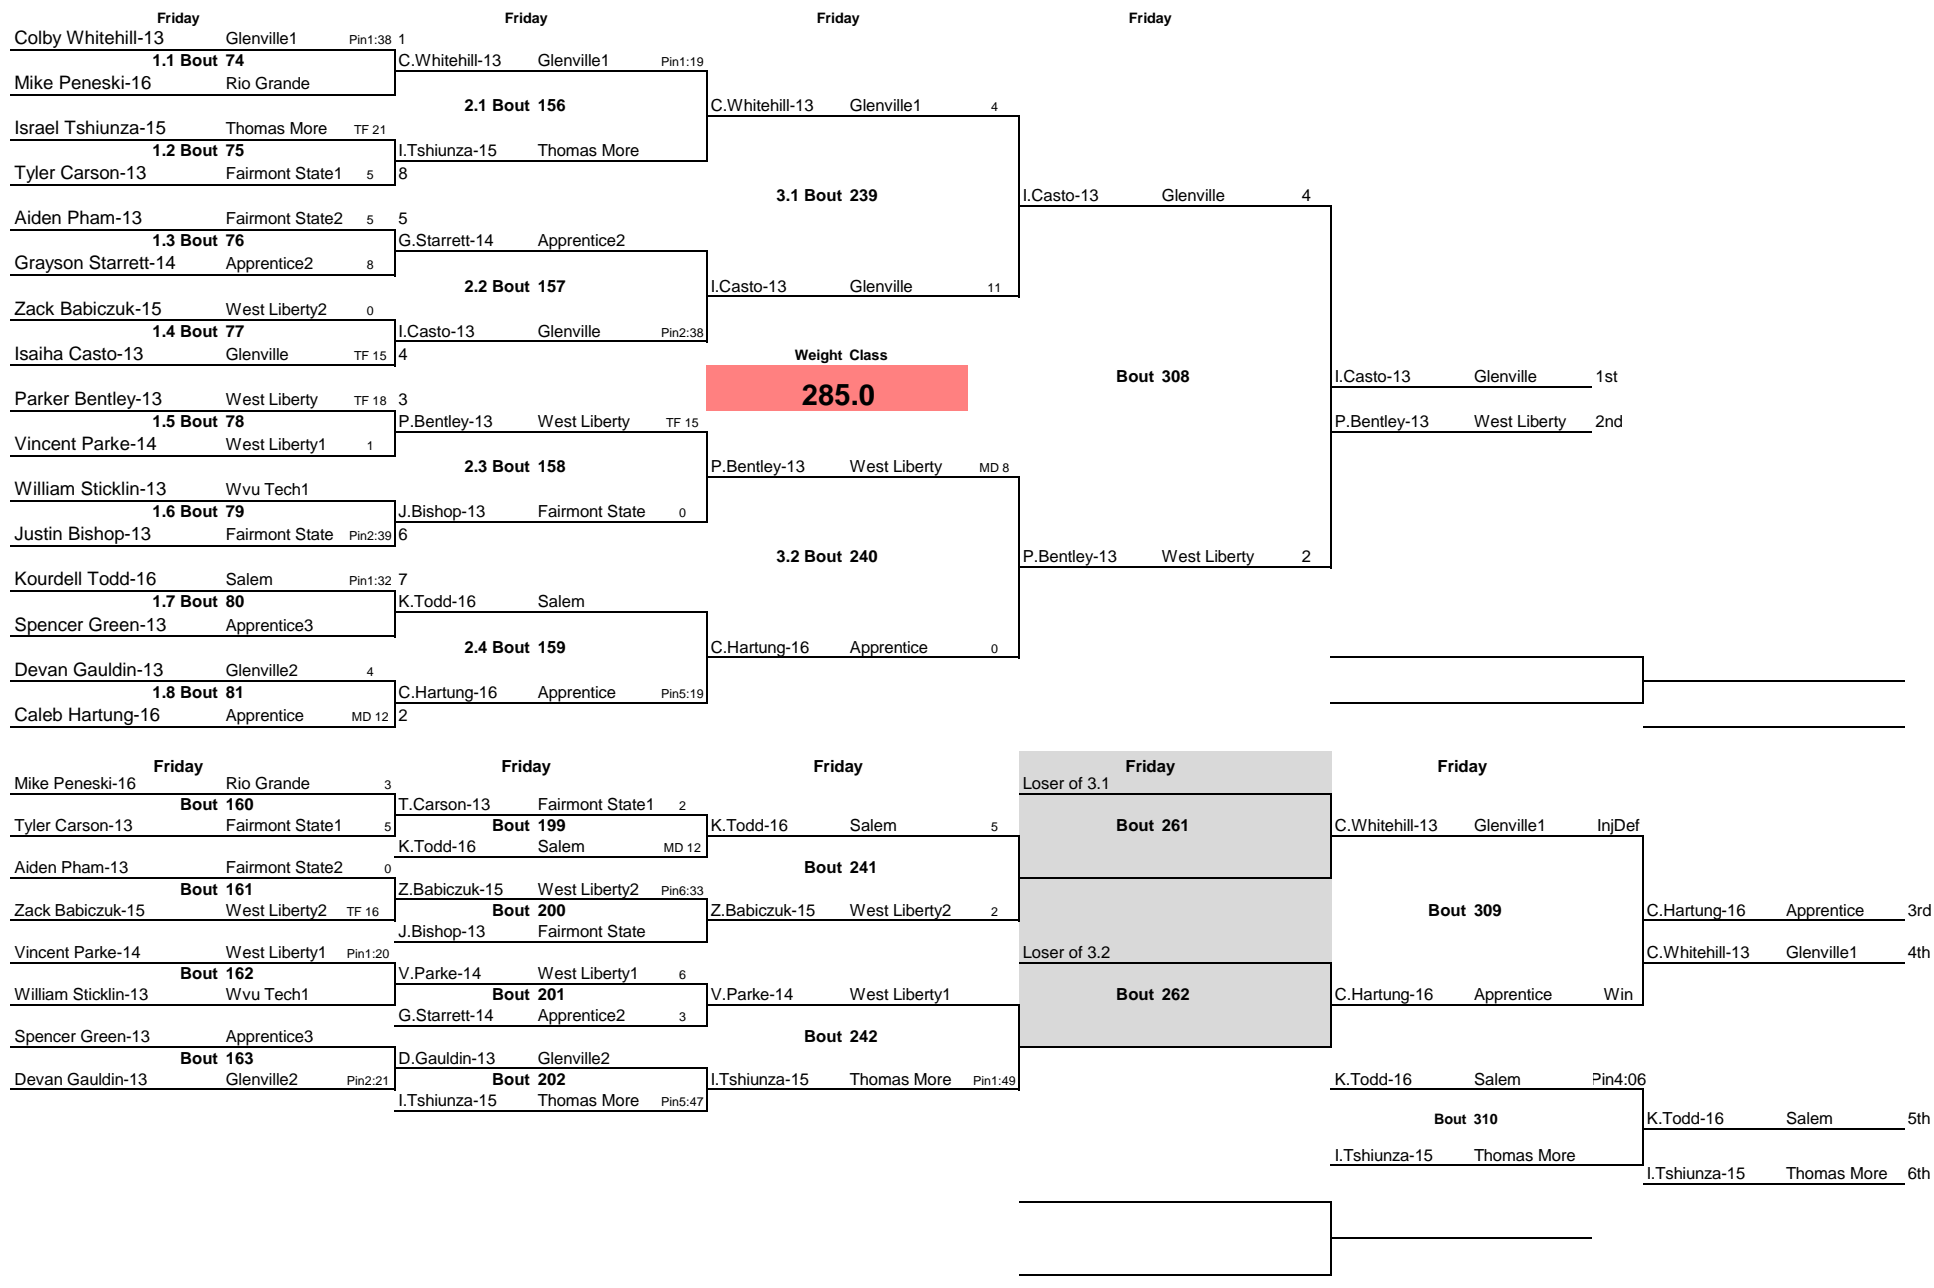 Friday Friday Friday Friday
Colby Whitehill-13 Glenville1 Pin1:38 1
1.1 Bout 74 C.Whitehill-13 Glenville1 Pin1:19
Mike Peneski-16 Rio Grande
2.1 Bout 156 C.Whitehill-13 Glenville1 4
Israel Tshiunza-15 Thomas More TF 21
1.2 Bout 75 I.Tshiunza-15 Thomas More
Tyler Carson-13 Fairmont State1 5 8
3.1 Bout 239 I.Casto-13 Glenville 4
Aiden Pham-13 Fairmont State2 5 5
1.3 Bout 76 G.Starrett-14 Apprentice2
Grayson Starrett-14 Apprentice2 8
2.2 Bout 157 I.Casto-13 Glenville 11
Zack Babiczuk-15 West Liberty2 0
1.4 Bout 77 I.Casto-13 Glenville Pin2:38
Isaiha Casto-13 Glenville TF 15 4
Weight Class
Bout 308 I.Casto-13 Glenville 1st
285.0
Parker Bentley-13 West Liberty TF 18 3
1.5 Bout 78 P.Bentley-13 West Liberty TF 15
P.Bentley-13 West Liberty 2nd
Vincent Parke-14 West Liberty1 1
2.3 Bout 158 P.Bentley-13 West Liberty MD 8
William Sticklin-13 Wvu Tech1
1.6 Bout 79 J.Bishop-13 Fairmont State 0
Justin Bishop-13 Fairmont State Pin2:39 6
3.2 Bout 240 P.Bentley-13 West Liberty 2
Kourdell Todd-16 Salem Pin1:32 7
1.7 Bout 80 K.Todd-16 Salem
Spencer Green-13 Apprentice3
2.4 Bout 159 C.Hartung-16 Apprentice 0
Devan Gauldin-13 Glenville2 4
1.8 Bout 81 C.Hartung-16 Apprentice Pin5:19
Caleb Hartung-16 Apprentice MD 12 2
Friday Friday Friday Friday Friday
Mike Peneski-16 Rio Grande 3 Loser of 3.1
Bout 160 T.Carson-13 Fairmont State1 2
Tyler Carson-13 Fairmont State1 5 Bout 199 K.Todd-16 Salem 5 Bout 261 C.Whitehill-13 Glenville1 InjDef
K.Todd-16 Salem MD 12
Aiden Pham-13 Fairmont State2 0 Bout 241
Bout 161 Z.Babiczuk-15 West Liberty2 Pin6:33
Zack Babiczuk-15 West Liberty2 TF 16 Bout 200 Z.Babiczuk-15 West Liberty2 2 Bout 309 C.Hartung-16 Apprentice 3rd
J.Bishop-13 Fairmont State
Vincent Parke-14 West Liberty1 Pin1:20 Loser of 3.2 C.Whitehill-13 Glenville1 4th
Bout 162 V.Parke-14 West Liberty1 6
William Sticklin-13 Wvu Tech1 Bout 201 V.Parke-14 West Liberty1 Bout 262 C.Hartung-16 Apprentice Win
G.Starrett-14 Apprentice2 3
Spencer Green-13 Apprentice3 Bout 242
Bout 163 D.Gauldin-13 Glenville2
Devan Gauldin-13 Glenville2 Pin2:21 Bout 202 I.Tshiunza-15 Thomas More Pin1:49 K.Todd-16 Salem Pin4:06
I.Tshiunza-15 Thomas More Pin5:47
Bout 310 K.Todd-16 Salem 5th
I.Tshiunza-15 Thomas More
I.Tshiunza-15 Thomas More 6th